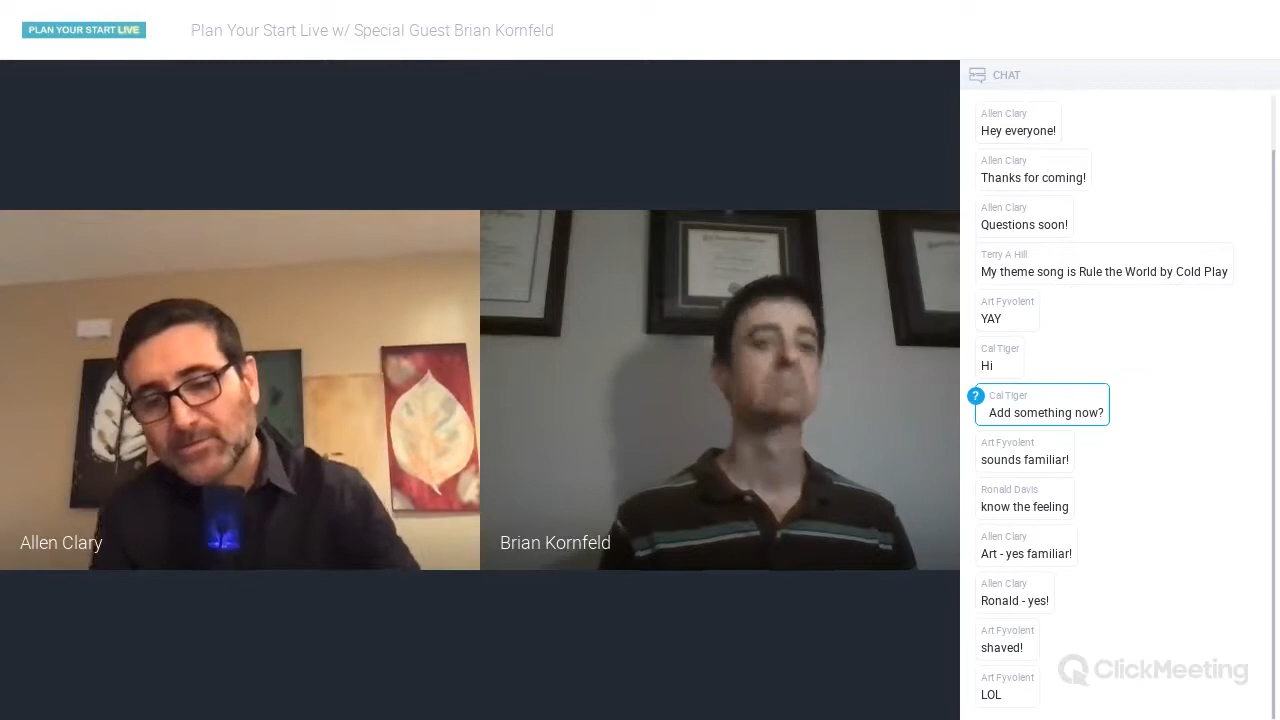 PLAN YOUR START LIVE
Plan Your Start Live w/ Special Guest Brian Kornfeld
CHAT
Allen Clary
Hey everyone!
Allen Clary
Thanks for coming!
Allen Clary
Questions soon!
Terry A Hill
My theme song is Rule the World by Cold Play
Art Fyvolent
YAY
Cal Tiger
Hi
?
Cal Tiger
Add something now?
Art Fyvolent
sounds familiar!
Ronald Davis
know the feeling
Allen Clary
Art - yes familiar!
Allen Clary
Ronald - yes!
Art Fyvolent
shaved!
Art Fyvolent
LOL
Allen Clary
Brian Kornfeld
ClickMeeting